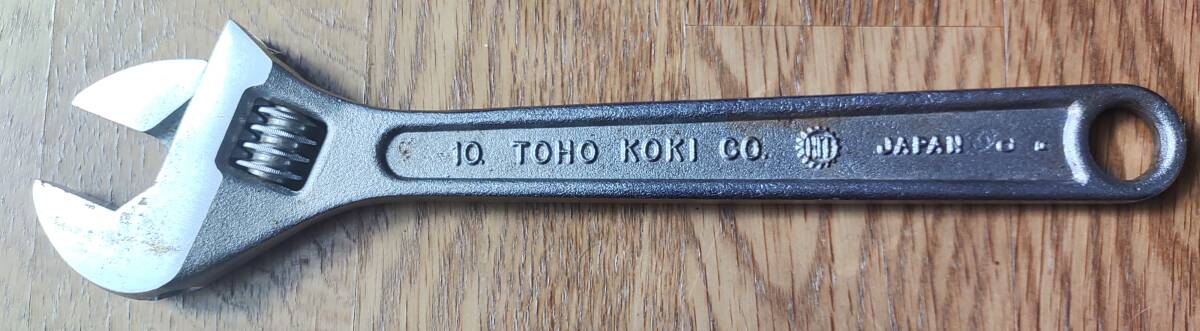 10. TOHO KOKI CO. JAPAN